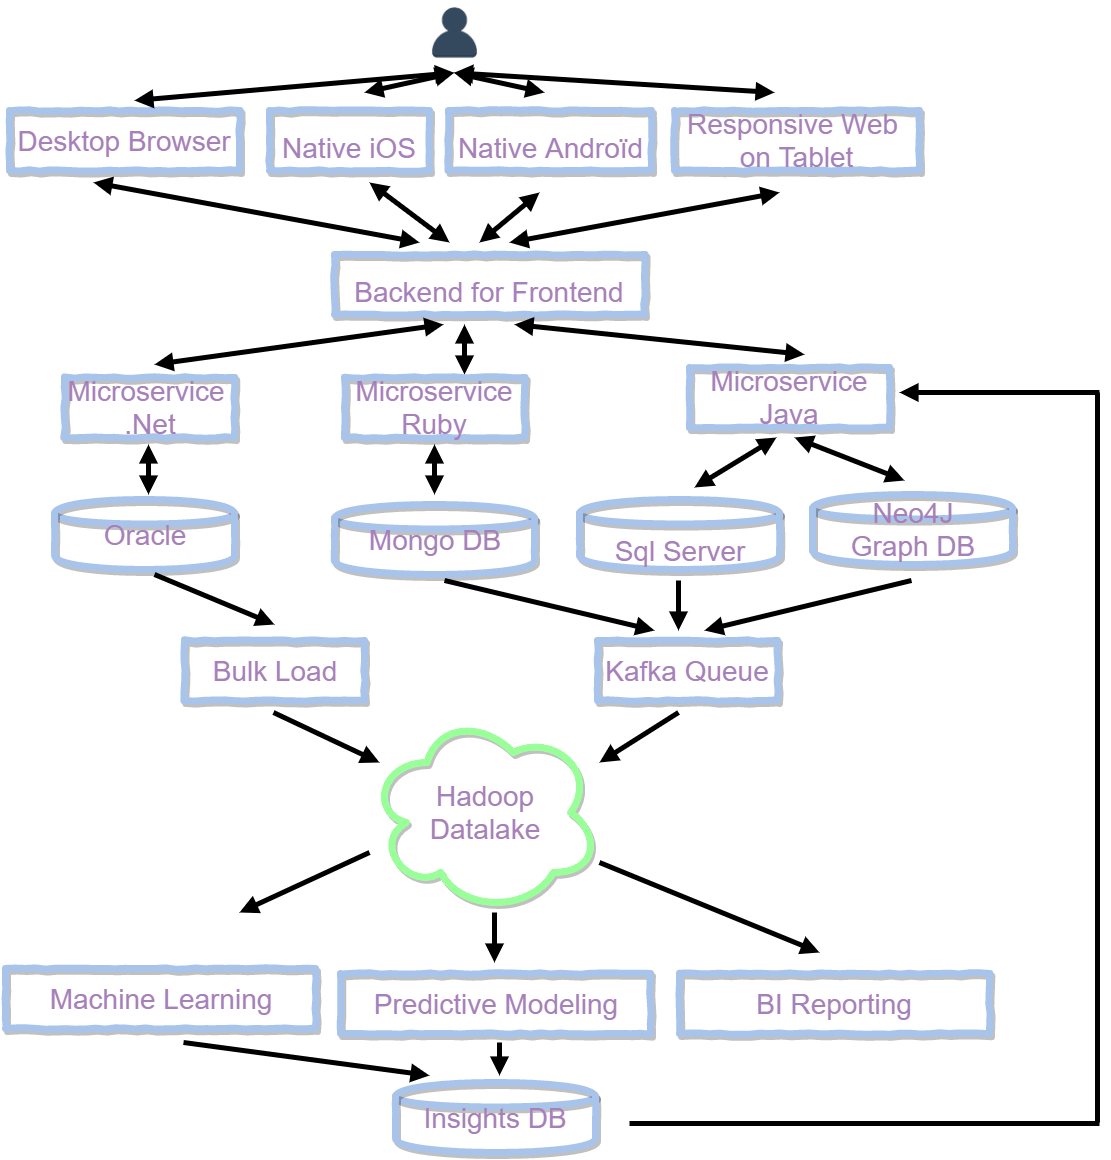 Desktop Browser
Native iOS
Native Androïd
Responsive Web
on Tablet
Backend for Frontend
Microservice
.Net
Microservice
Ruby
Microservice
Java
Oracle
Mongo DB
Sql Server
Neo4J
Graph DB
Bulk Load
Kafka Queue
Hadoop
Datalake
Machine Learning
Predictive Modeling
BI Reporting
Insights DB